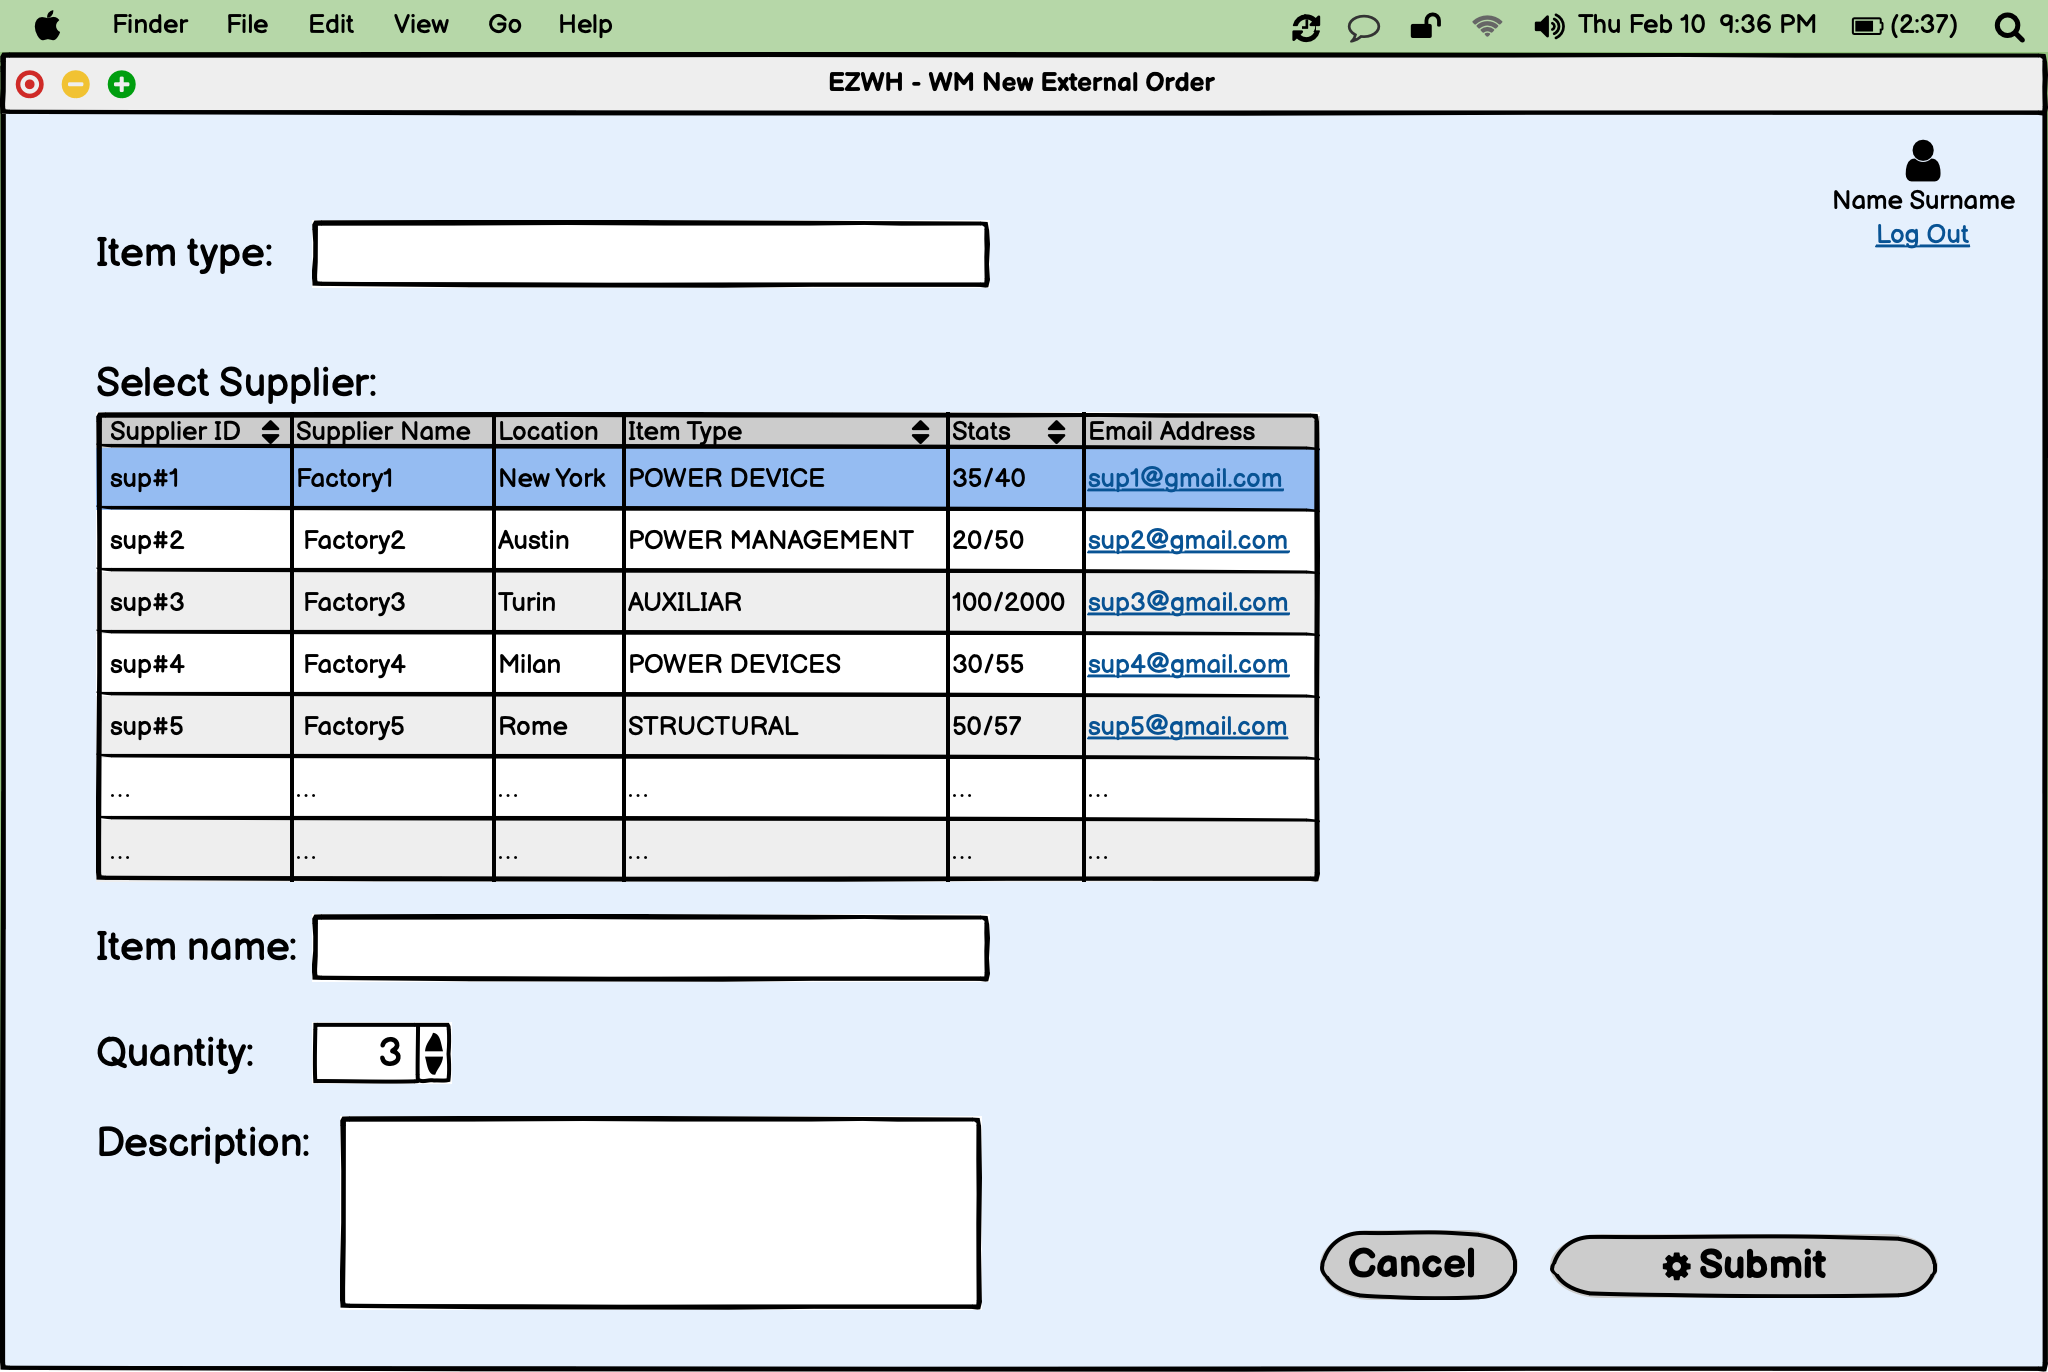 Finder File Edit View Go Help Thu Feb 10 9:36 PM (2:37)
EZWH - WM New External Order
Name Surname
Log Out
Item type:
Select Supplier:
Supplier ID Supplier Name Location Item Type Stats Email Address
sup#1 Factory1 New York POWER DEVICE 35/40 sup1@gmail.com
sup#2 Factory2 Austin POWER MANAGEMENT 20/50 sup2@gmail.com
sup#3 Factory3 Turin AUXILIAR 100/2000 sup3@gmail.com
sup#4 Factory4 Milan POWER DEVICES 30/55 sup4@gmail.com
sup#5 Factory5 Rome STRUCTURAL 50/57 sup5@gmail.com
... ... ... ... ... ...
... ... ... ... ... ...
Item name:
Quantity: 3
Description:
Cancel Submit